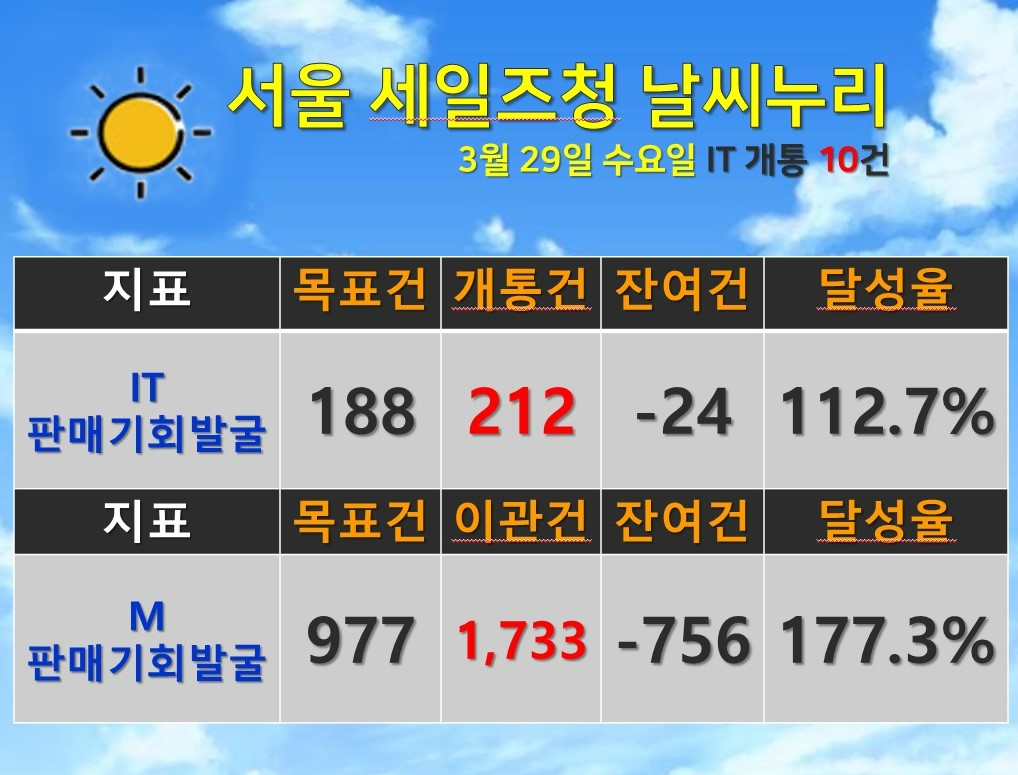 서울 세일즈청 날씨누리
3월 29일 수요일 IT 개통 10건
지표 목표건 개통건 잔여건 달성율
IT
판매기회발굴 188 212 -24 112.7%
지표 목표건 이관건 잔여건 달성율
M
판매기회발굴 977 1,733 -756 177.3%